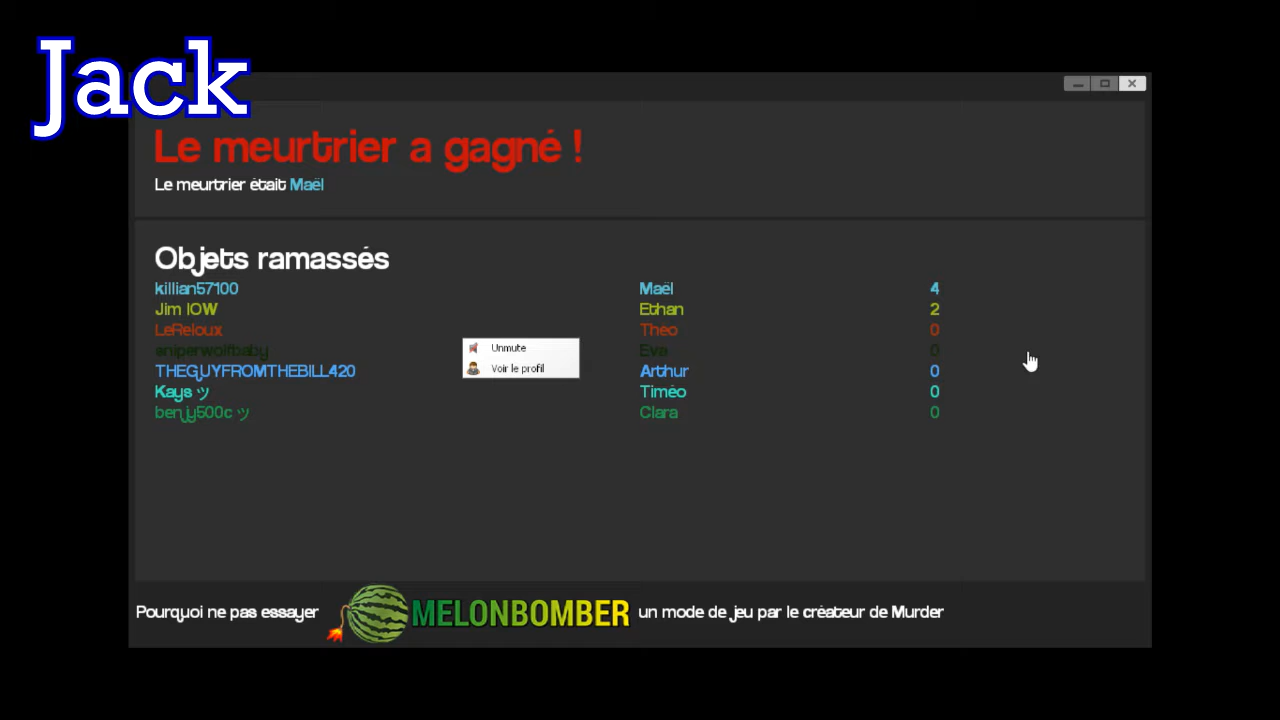 Jack
Le meurtrier a gagné !
Le meurtrier était Maël
Objets ramassés
killian57100 Maël 4
Jim IOW Ethan 2
LeReloux Théo 0
sniperwolfbaby Eva 0
Unmute
THEGUYFROMTHEBILL420 Arthur 0
Voir le profil
Kays ツ Timéo 0
benjy500c ツ Clara 0
Pourquoi ne pas essayer MELONBOMBER un mode de jeu par le créateur de Murder